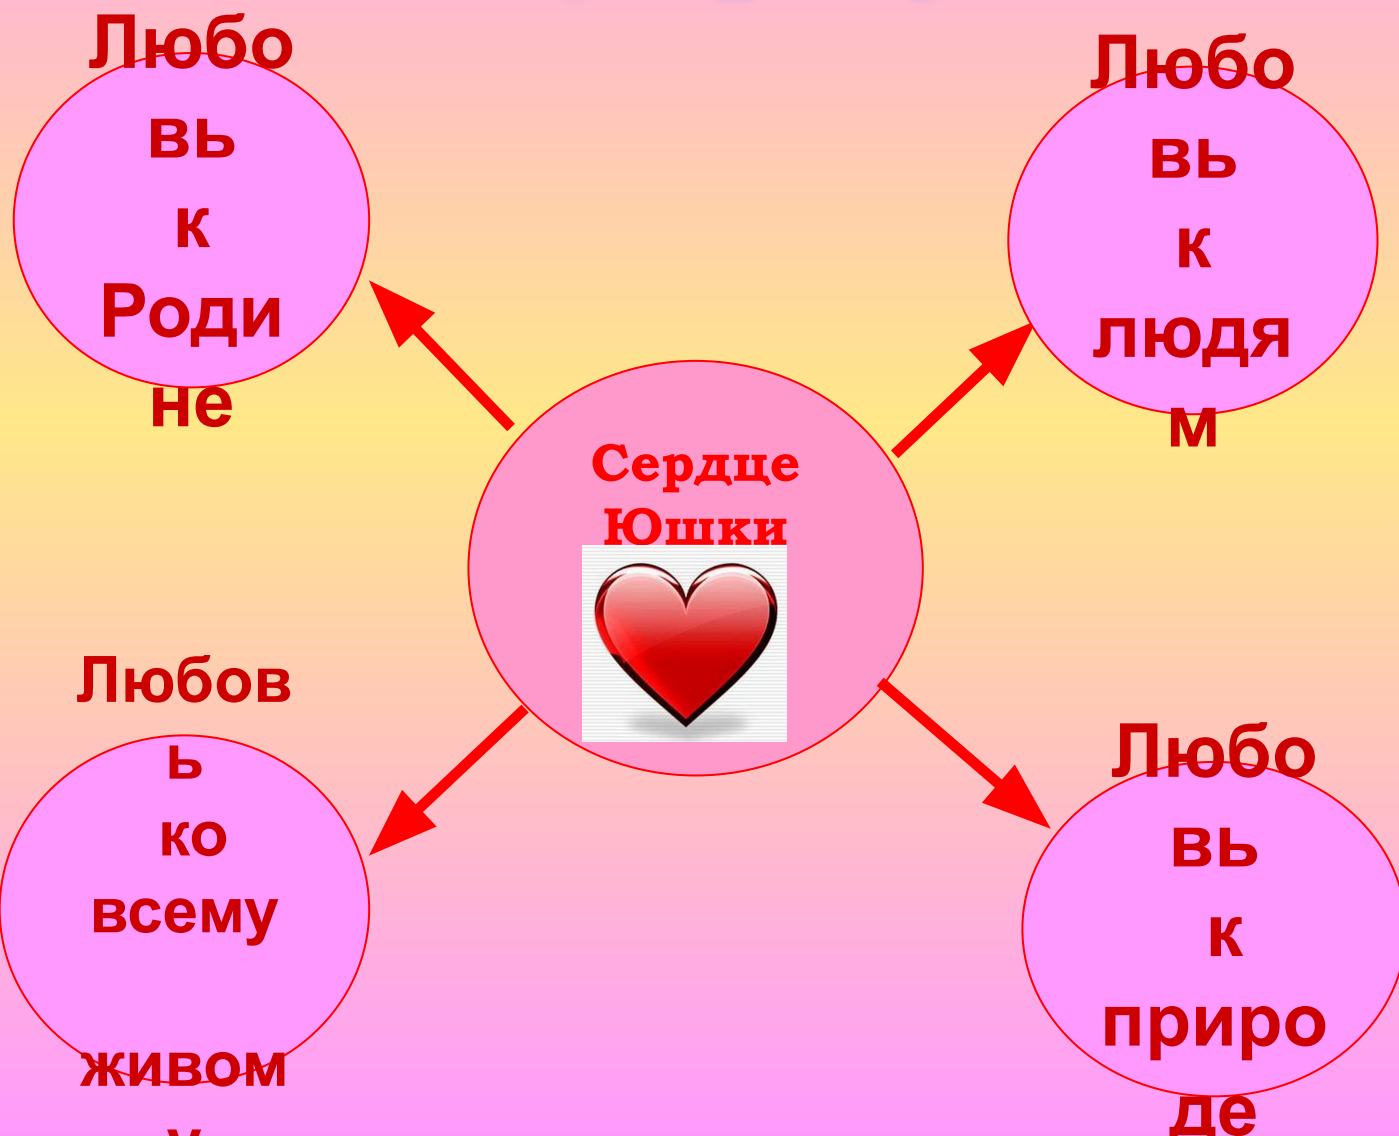 Любо
вь
к
Роди
не
Любо
вь
к
людя
м
Сердце
Юшки
Любов
ь
ко
всему
живом
у
Любо
вь
к
приро
де